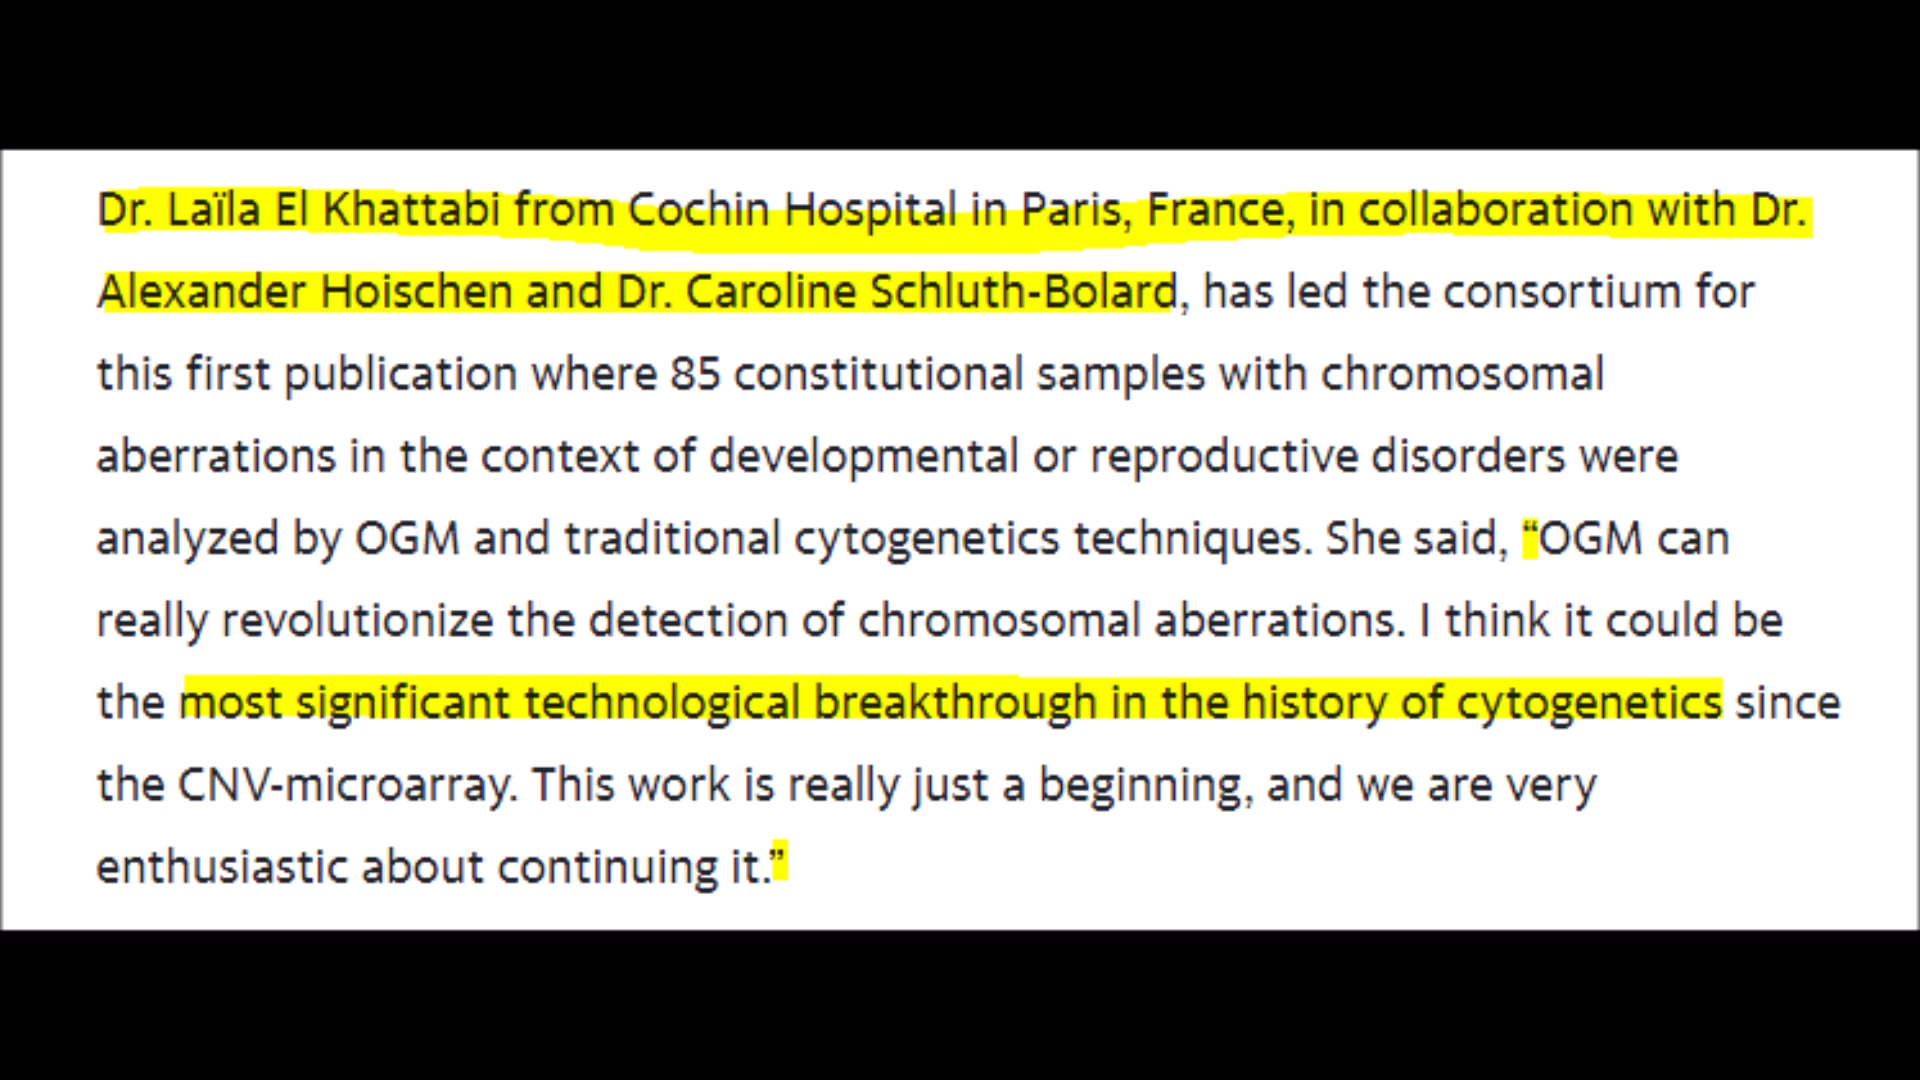 Dr. Laïla El Khattabi from Cochin Hospital in Paris, France, in collaboration with Dr.
Alexander Hoischen and Dr. Caroline Schluth-Bolard, has led the consortium for
this first publication where 85 constitutional samples with chromosomal
aberrations in the context of developmental or reproductive disorders were
analyzed by OGM and traditional cytogenetics techniques. She said, “OGM can
really revolutionize the detection of chromosomal aberrations. I think it could be
the most significant technological breakthrough in the history of cytogenetics since
the CNV-microarray. This work is really just a beginning, and we are very
enthusiastic about continuing it.”